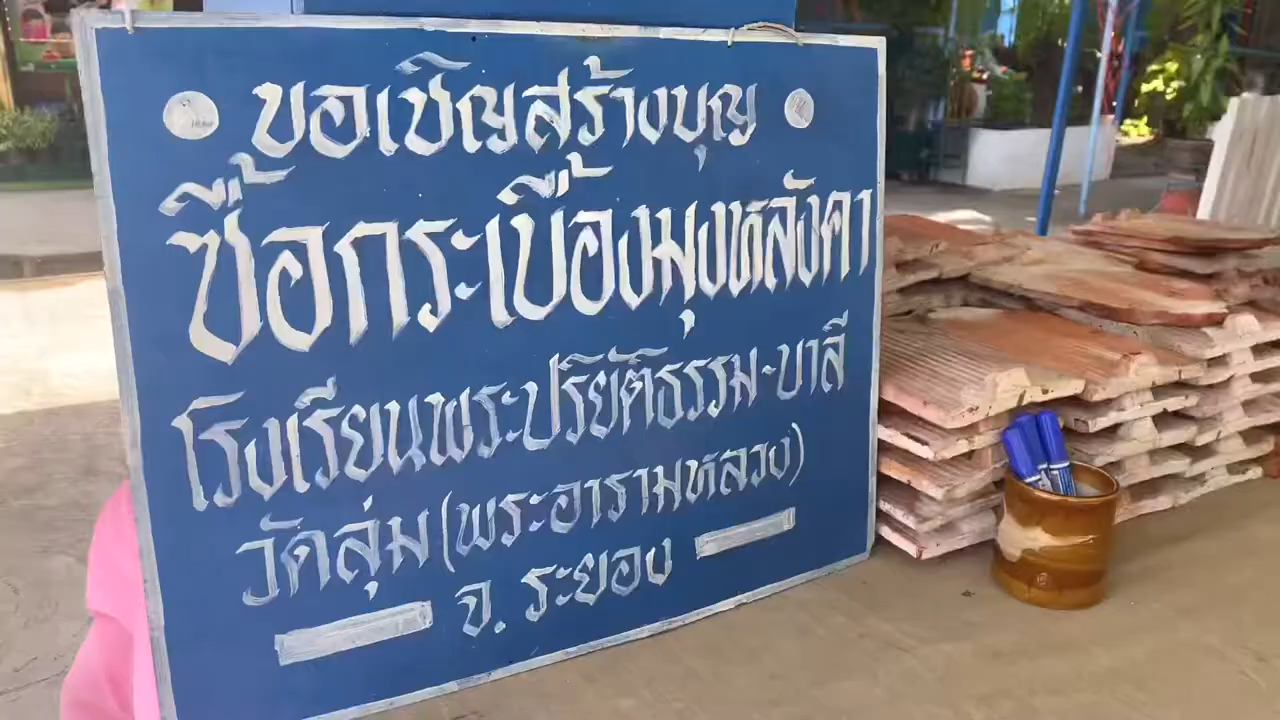 ขอเชิญสร้างบุญ
ซื้อกระเบื้องมุงหลังคา
โรงเรียนพระปริยัติธรรม-บาลี
วัดลุ่ม (พระอารามหลวง)
จ. ระยอง